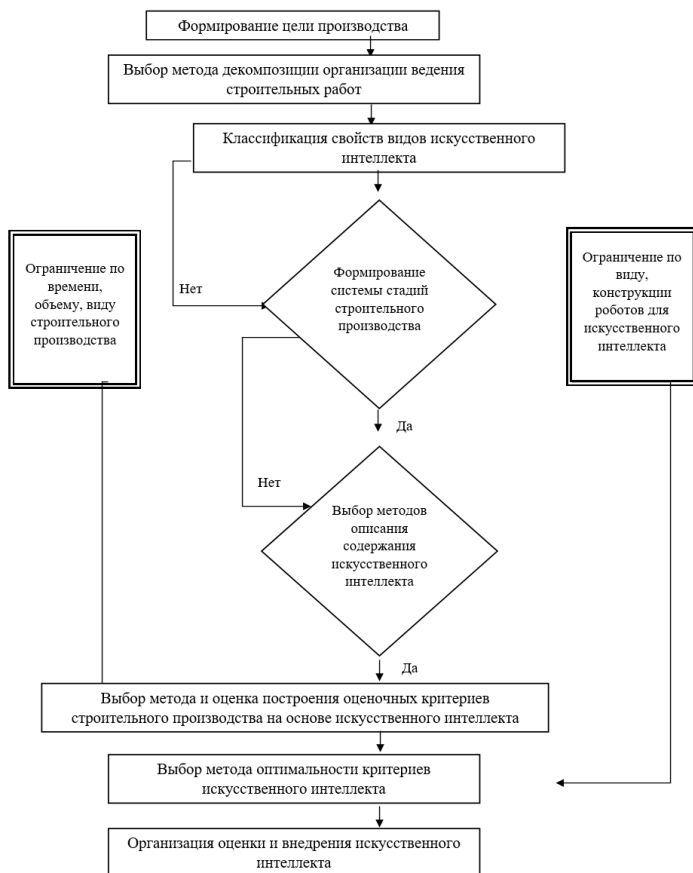 Формирование цели производства
Выбор метода декомпозиции организации ведения
строительных работ
Классификация свойств видов искусственного
интеллекта
Ограничение по
времени,
объему, виду
строительного
производства
Нет
Формирование
системы стадий
строительного
производства
Ограничение по
виду,
конструкции
роботов для
искусственного
интеллекта
Да
Нет
Выбор методов
описания
содержания
искусственного
интеллекта
Да
Выбор метода и оценка построения оценочных критериев
строительного производства на основе искусственного интеллекта
Выбор метода оптимальности критериев
искусственного интеллекта
Организация оценки и внедрения искусственного
интеллекта